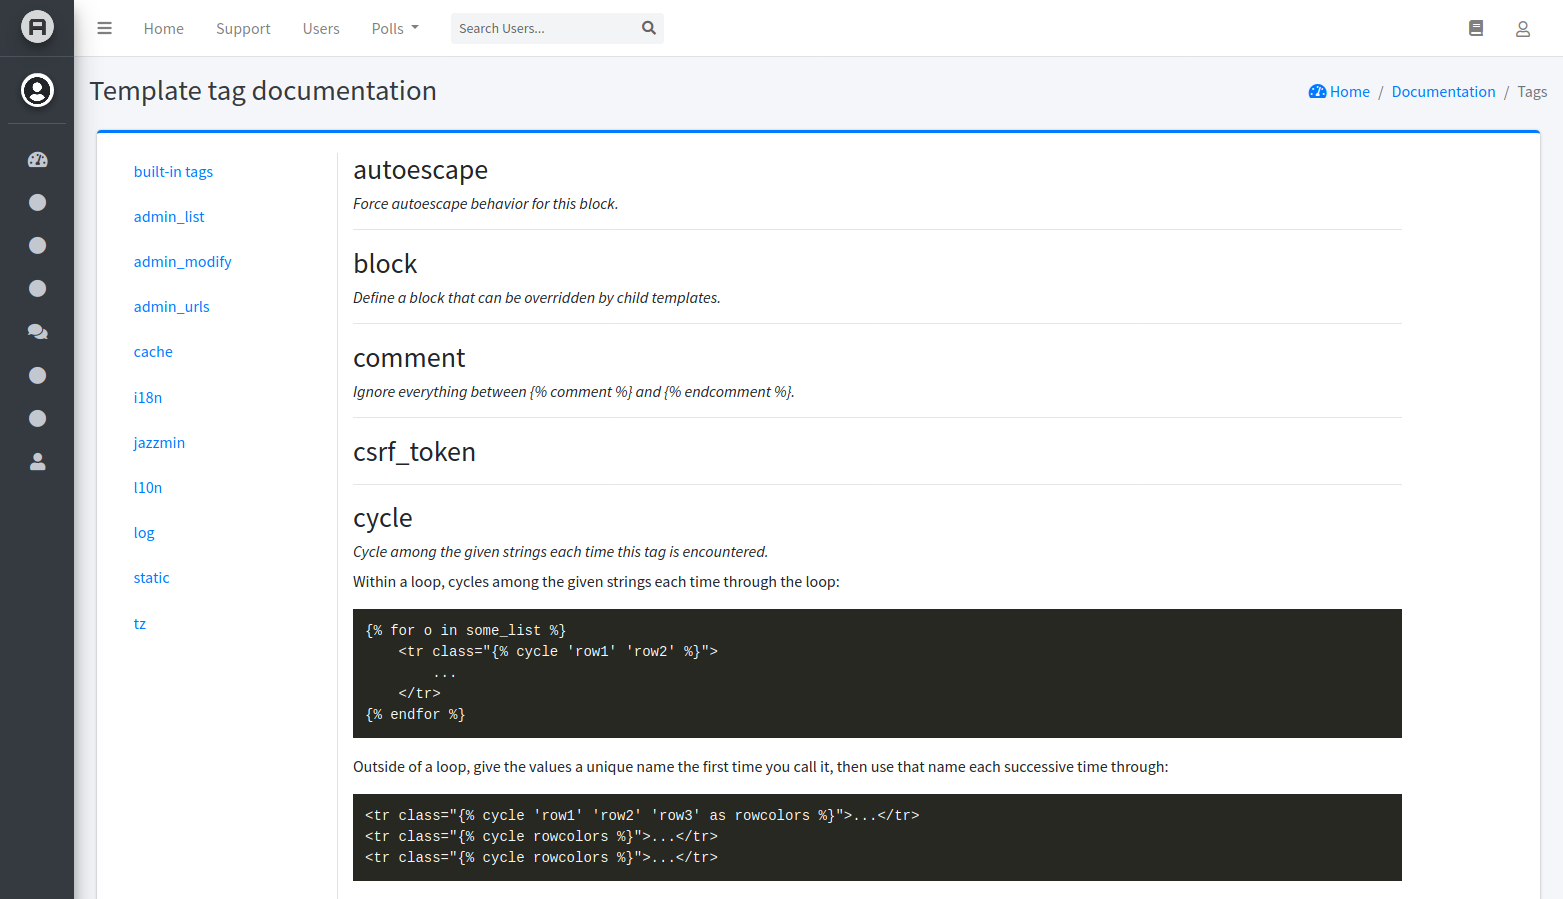 Home Support Users Polls Search Users...
Template tag documentation
Home / Documentation / Tags
built-in tags
admin_list
admin_modify
admin_urls
cache
i18n
jazzmin
l10n
log
static
tz
autoescape
Force autoescape behavior for this block.
block
Define a block that can be overridden by child templates.
comment
Ignore everything between {% comment %} and {% endcomment %}.
csrf_token
cycle
Cycle among the given strings each time this tag is encountered.
Within a loop, cycles among the given strings each time through the loop:
{% for o in some_list %}
    <tr class="{% cycle 'row1' 'row2' %}">
        ...
    </tr>
{% endfor %}
Outside of a loop, give the values a unique name the first time you call it, then use that name each successive time through:
<tr class="{% cycle 'row1' 'row2' 'row3' as rowcolors %}">...</tr>
<tr class="{% cycle rowcolors %}">...</tr>
<tr class="{% cycle rowcolors %}">...</tr>